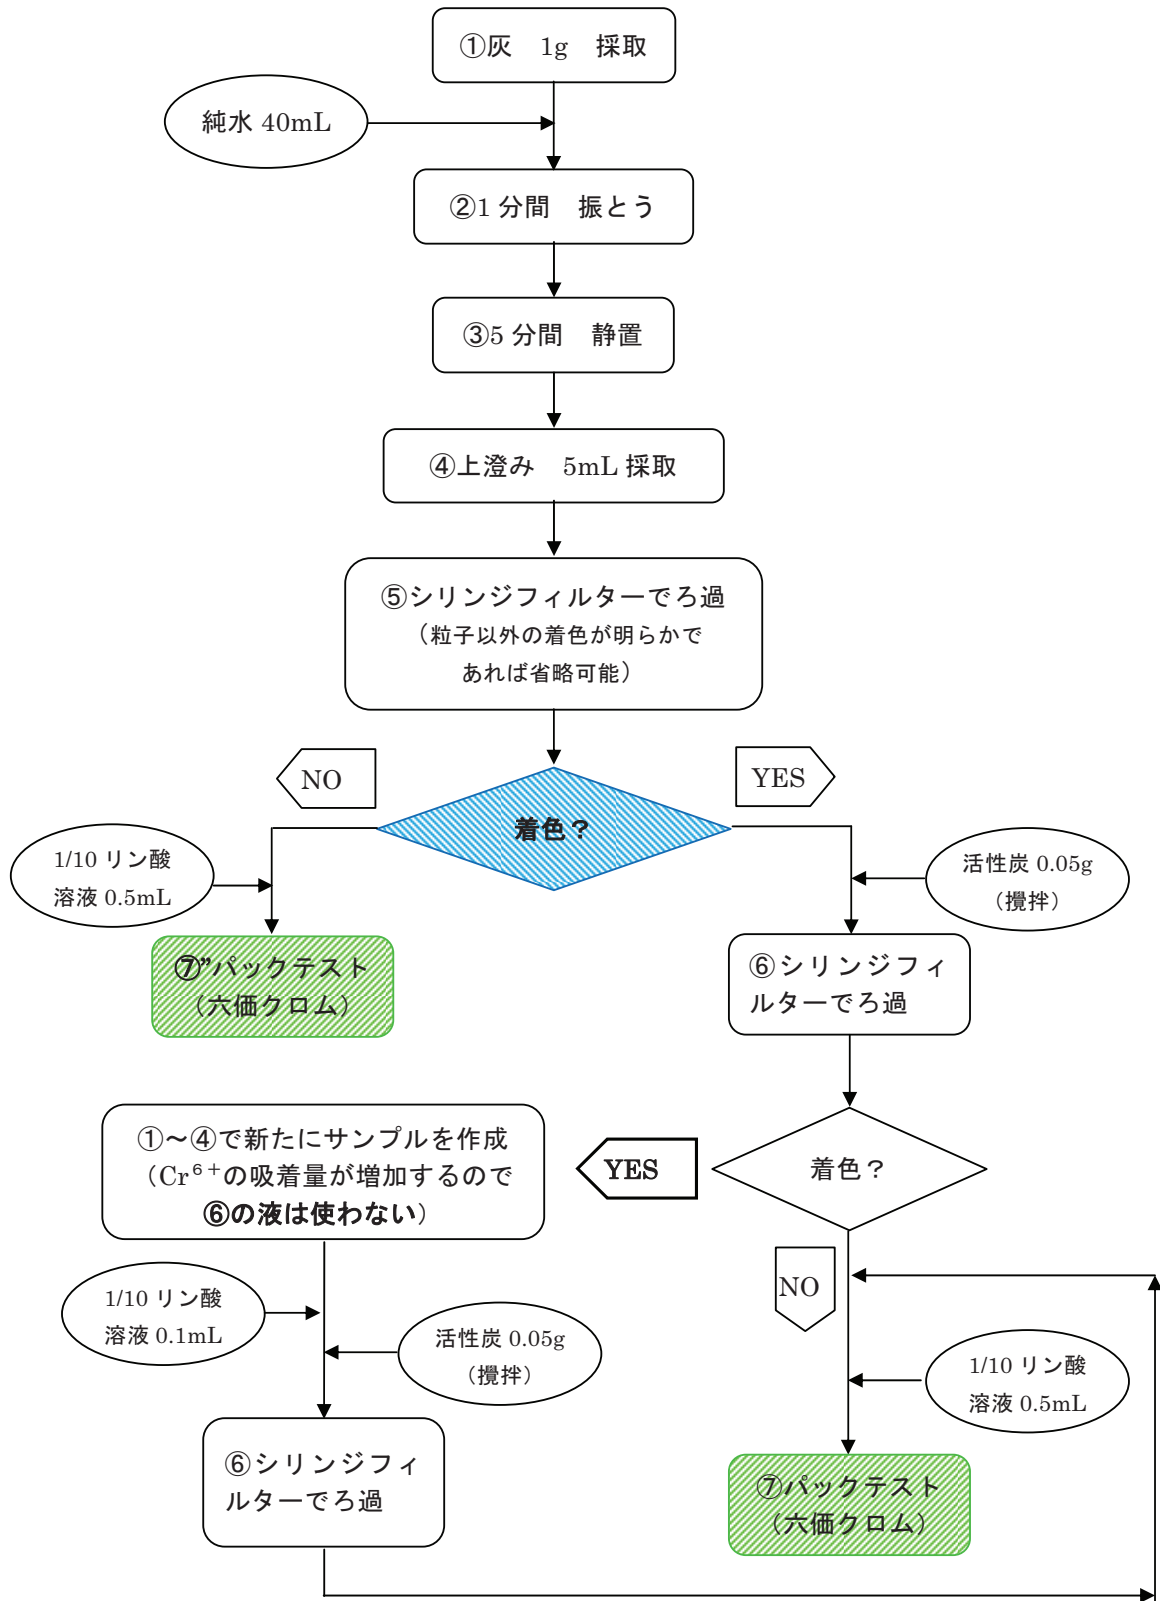 ①灰　1g　採取
純水 40mL
②1 分間　振とう
③5 分間　静置
④上澄み　5mL 採取
⑤シリンジフィルターでろ過
（粒子以外の着色が明らかで
あれば省略可能）
NO
YES
着色？
1/10 リン酸
溶液 0.5mL
活性炭 0.05g
（攪拌）
⑦”パックテスト
（六価クロム）
⑥シリンジフィ
ルターでろ過
①～④で新たにサンプルを作成
（Cr⁶⁺の吸着量が増加するので
⑥の液は使わない）
YES
着色？
NO
1/10 リン酸
溶液 0.1mL
活性炭 0.05g
（攪拌）
1/10 リン酸
溶液 0.5mL
⑥シリンジフィ
ルターでろ過
⑦パックテスト
（六価クロム）